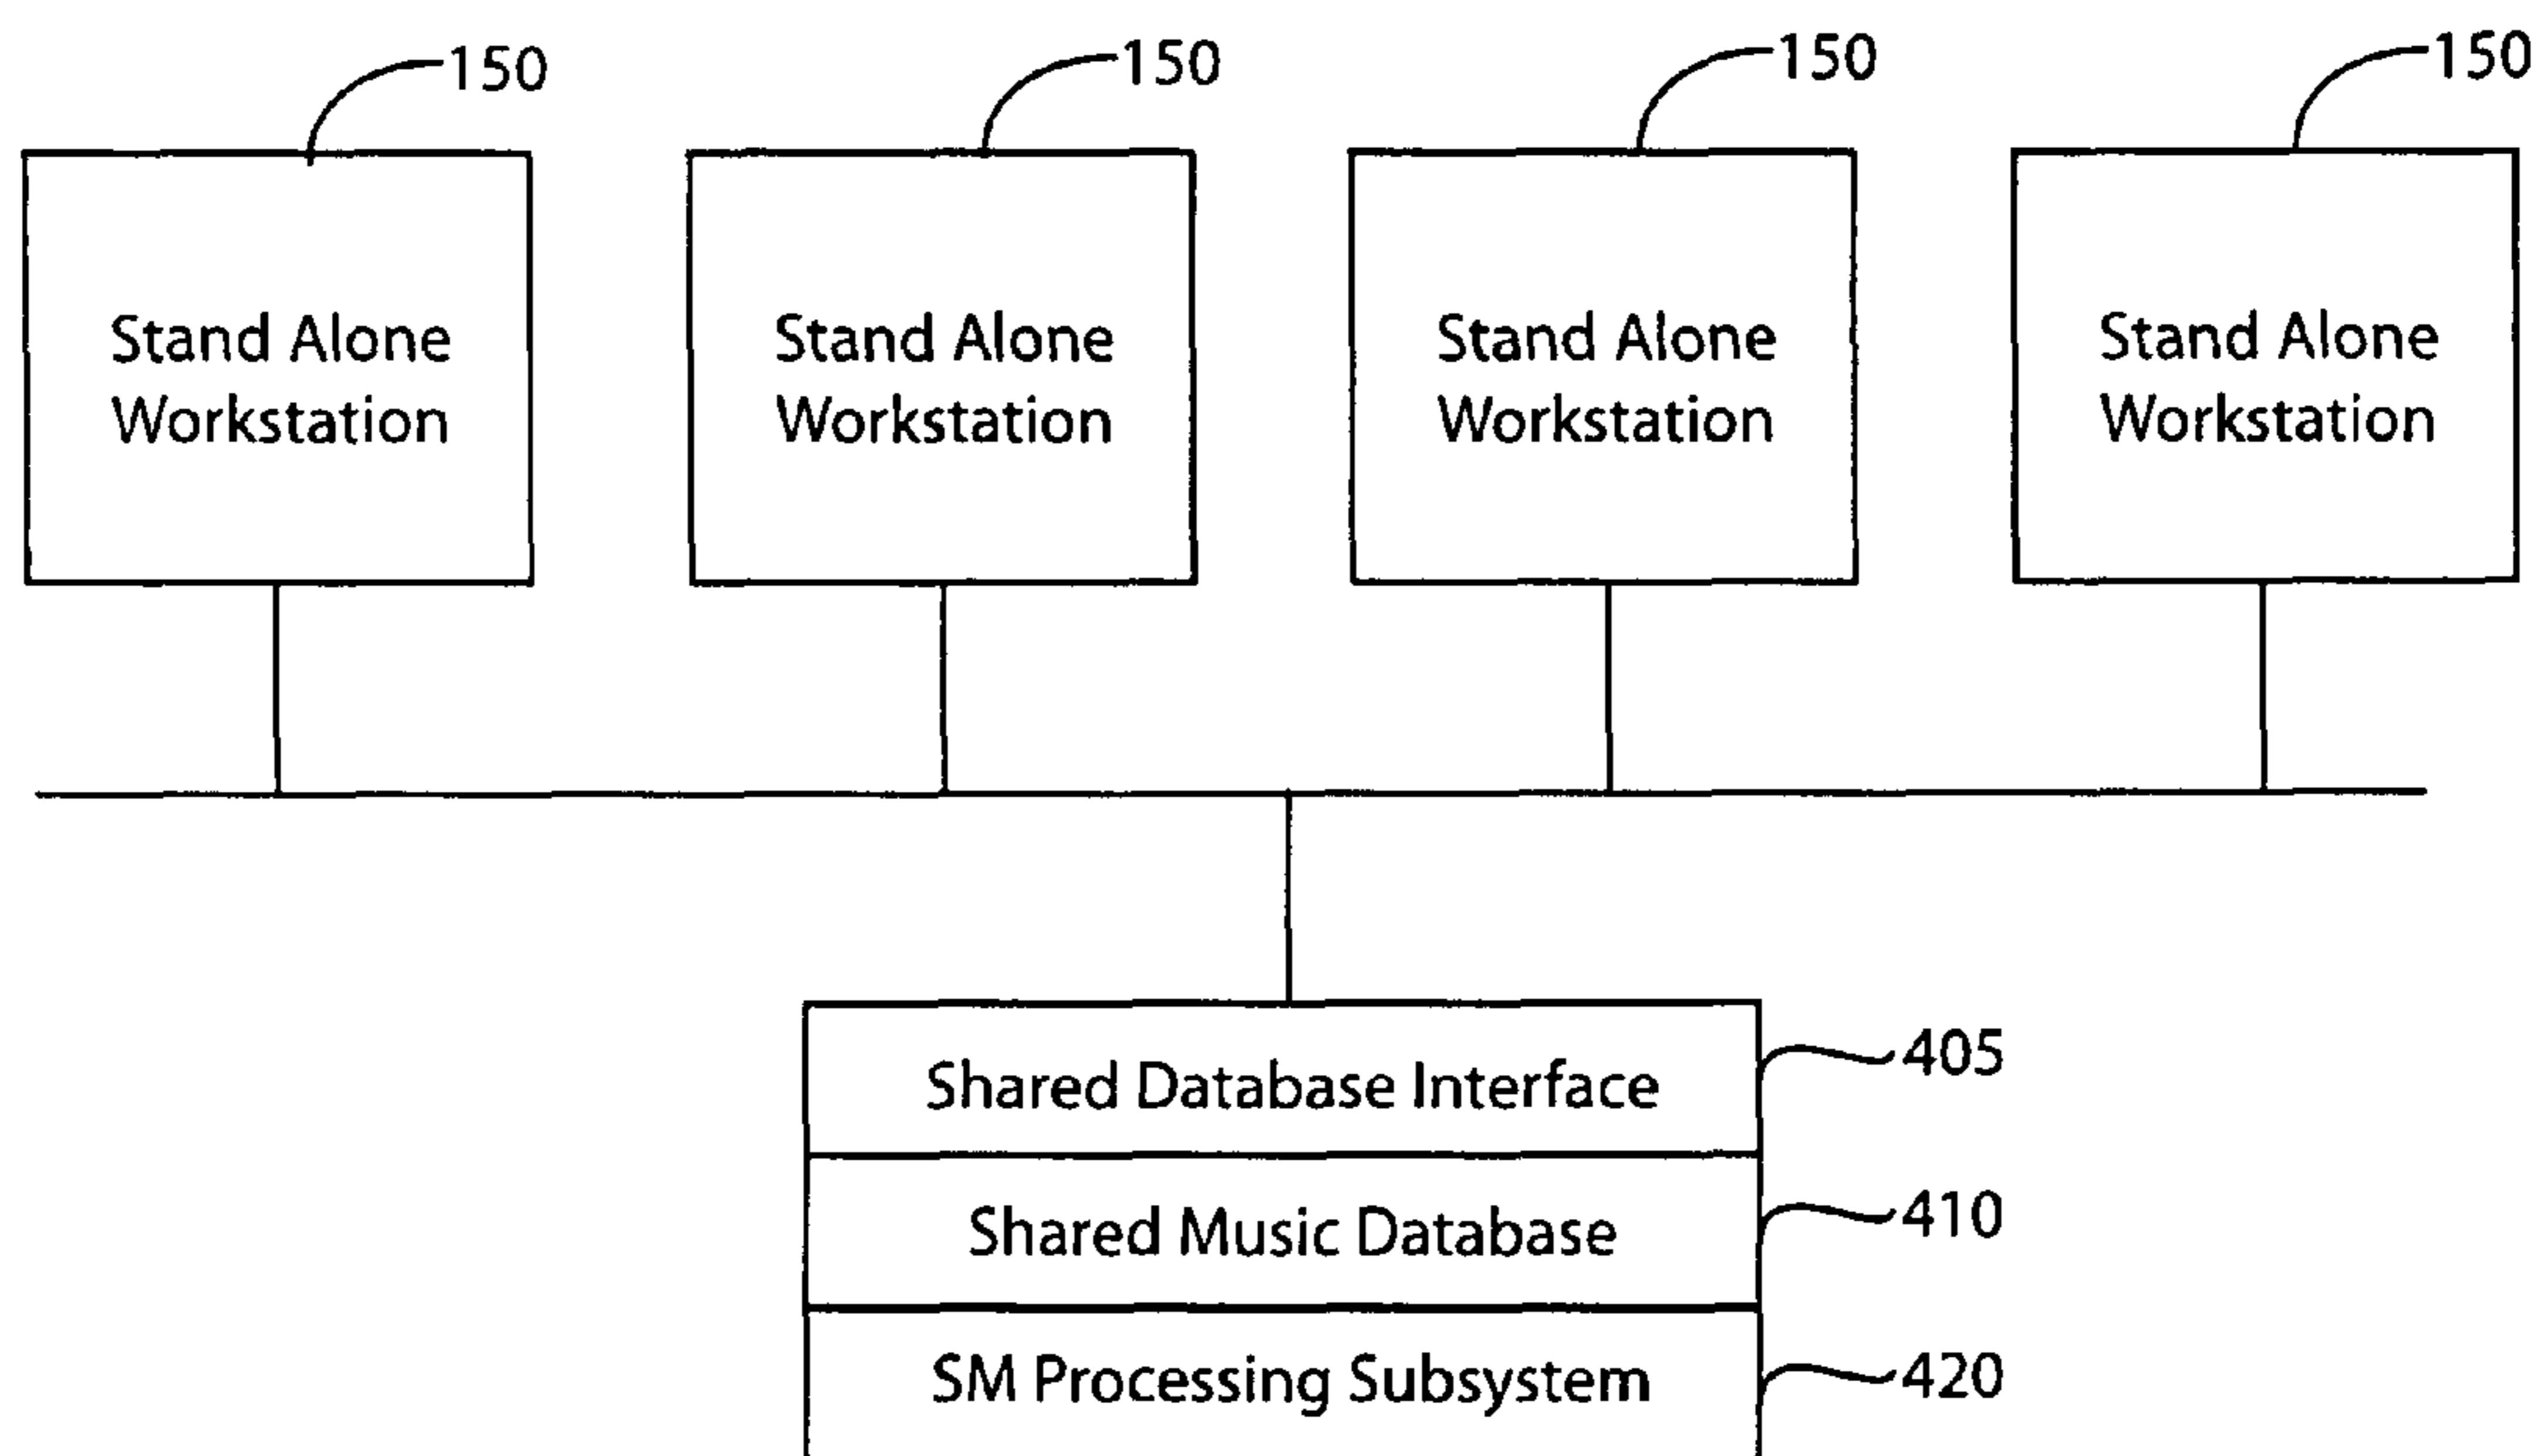 150
150
150
150
Stand Alone
Workstation
Stand Alone
Workstation
Stand Alone
Workstation
Stand Alone
Workstation
Shared Database Interface
405
Shared Music Database
410
SM Processing Subsystem
420